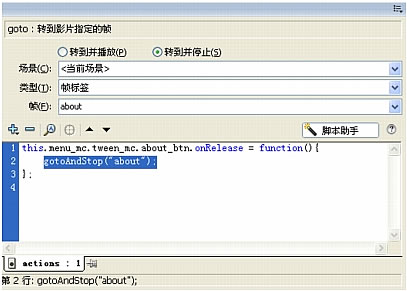 goto : 转到影片指定的帧
转到并播放(P) 转到并停止(S)
场景(C): <当前场景>
类型(T): 帧标签
帧(F): about
脚本助手
1 this.menu_mc.tween_mc.about_btn.onRelease = function(){
2 gotoAndStop("about");
3 };
4
actions : 1
第 2 行: gotoAndStop("about");